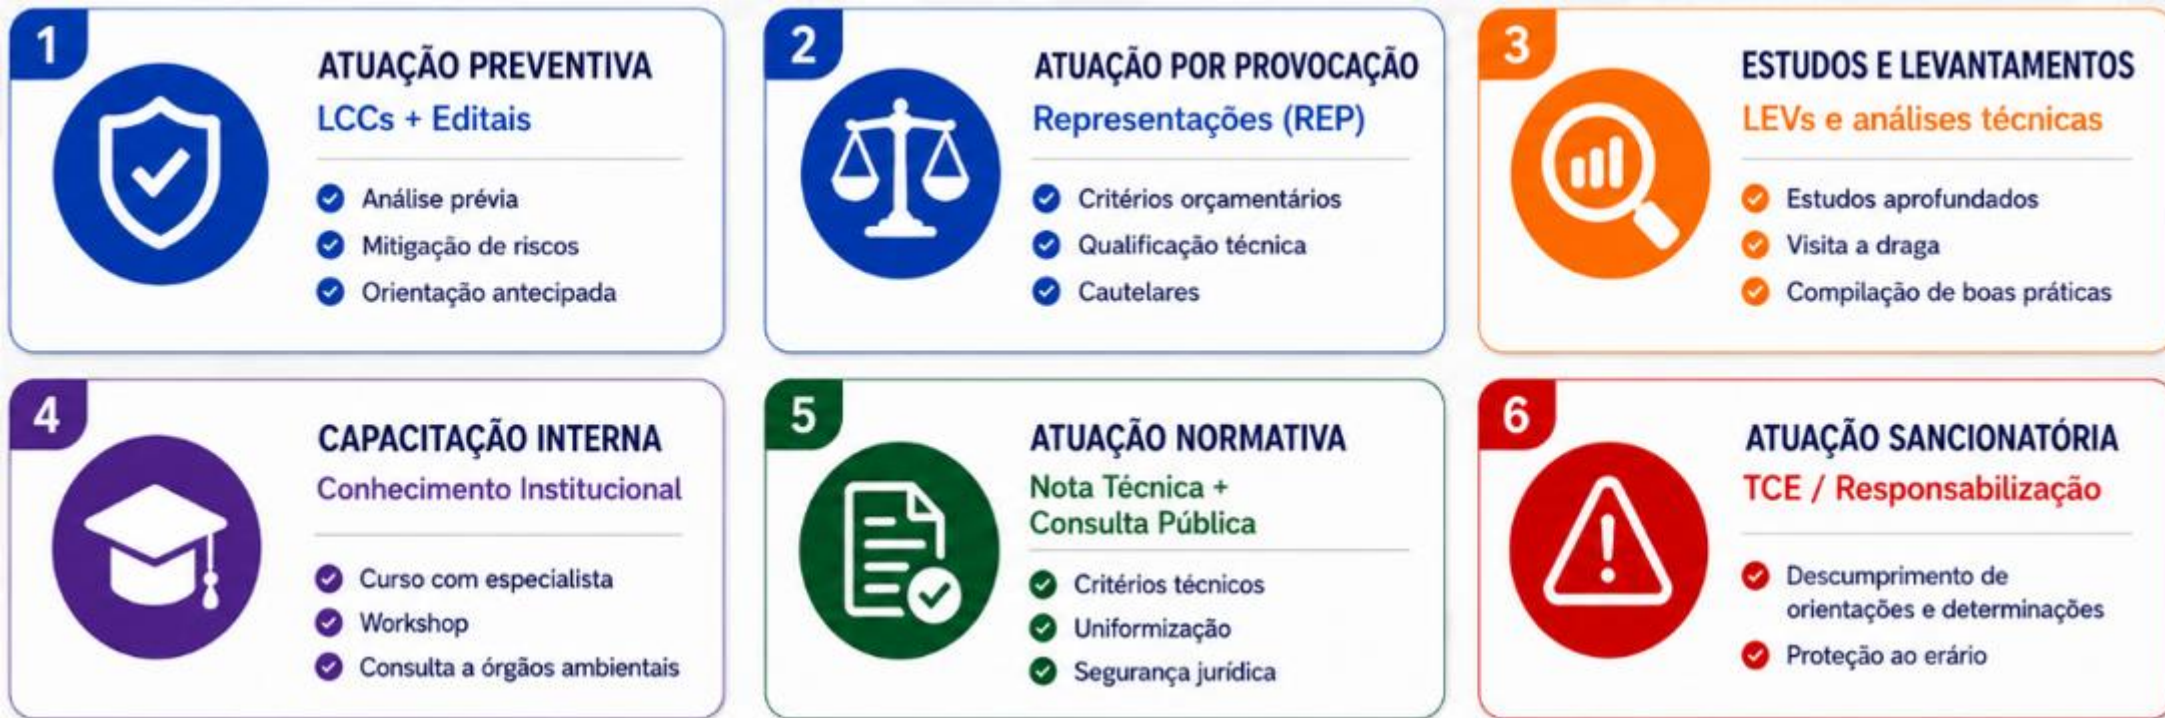 1
ATUAÇÃO PREVENTIVA
LCCs + Editais
Análise prévia
Mitigação de riscos
Orientação antecipada
2
ATUAÇÃO POR PROVOCAÇÃO
Representações (REP)
Critérios orçamentários
Qualificação técnica
Cautelares
3
ESTUDOS E LEVANTAMENTOS
LEVs e análises técnicas
Estudos aprofundados
Visita a draga
Compilação de boas práticas
4
CAPACITAÇÃO INTERNA
Conhecimento Institucional
Curso com especialista
Workshop
Consulta a órgãos ambientais
5
ATUAÇÃO NORMATIVA
Nota Técnica +
Consulta Pública
Critérios técnicos
Uniformização
Segurança jurídica
6
ATUAÇÃO SANCIONATÓRIA
TCE / Responsabilização
Descumprimento de
orientações e determinações
Proteção ao erário